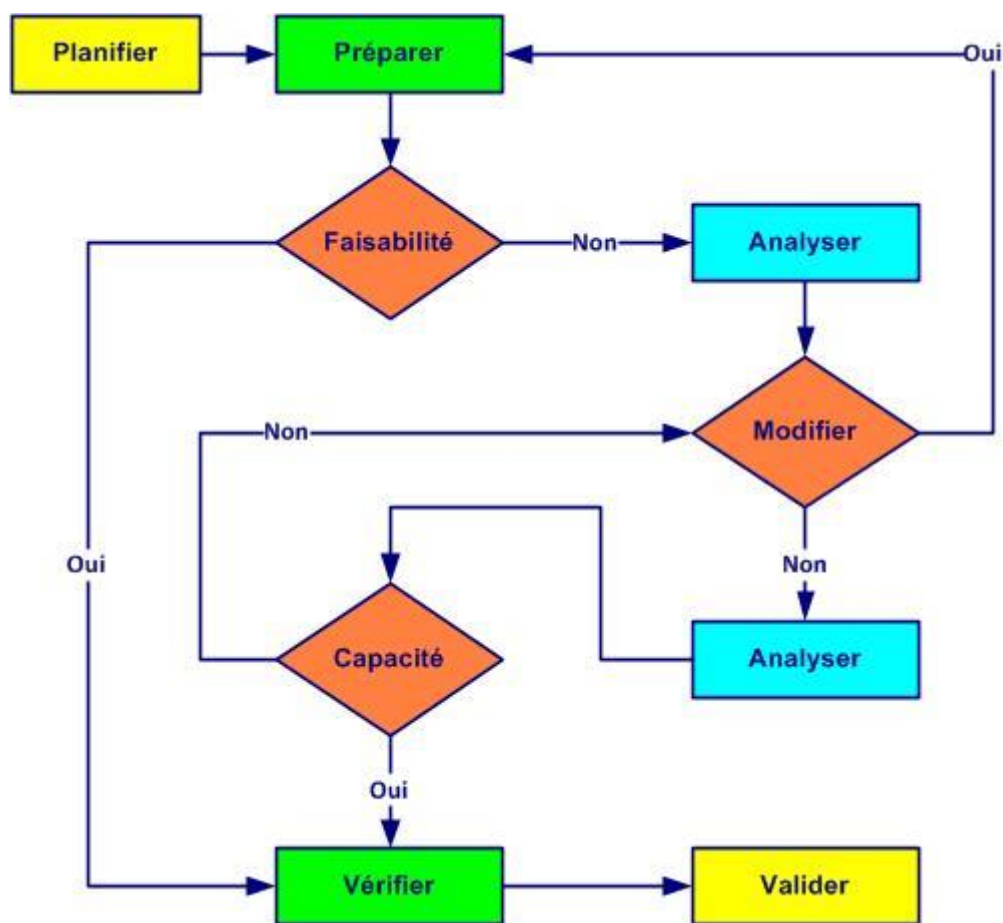 Planifier
Préparer
Oui
Faisabilité
Non
Analyser
Non
Modifier
Oui
Non
Capacité
Analyser
Oui
Vérifier
Valider